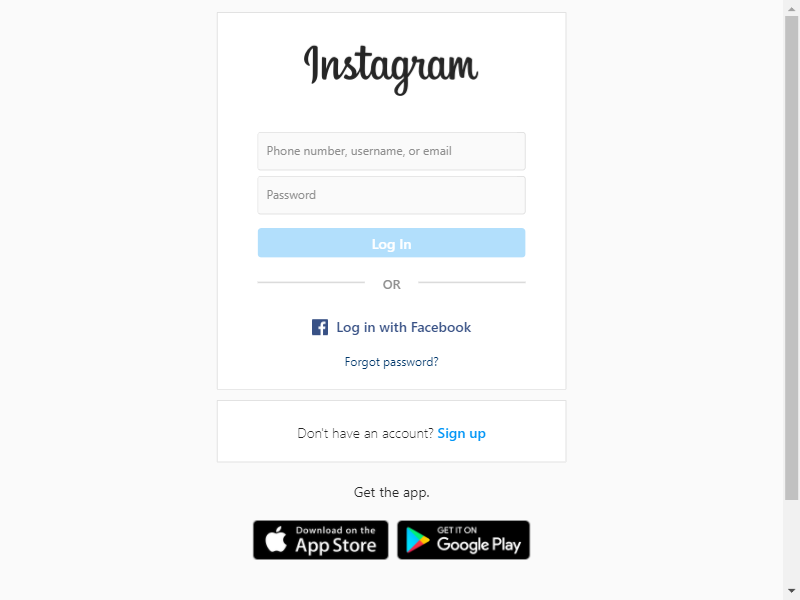 Instagram
Phone number, username, or email
Password
Log In
OR
Log in with Facebook
Forgot password?
Don't have an account? Sign up
Get the app.
Download on the
App Store
GET IT ON
Google Play